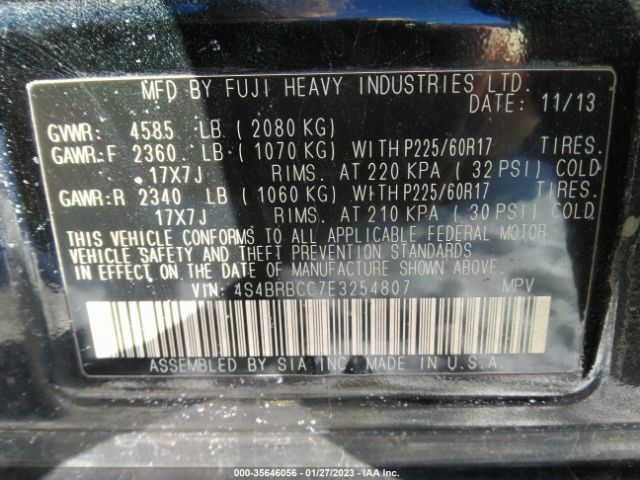 MFD BY FUJI HEAVY INDUSTRIES LTD.
DATE: 11/13
GVWR: 4585 LB ( 2080 KG)
GAWR:F 2360 LB ( 1070 KG) WITH P225/60R17 TIRES.
17X7J RIMS. AT 220 KPA ( 32 PSI) COLD
GAWR:R 2340 LB ( 1060 KG) WITH P225/60R17 TIRES.
17X7J RIMS. AT 210 KPA ( 30 PSI) COLD
THIS VEHICLE CONFORMS TO ALL APPLICABLE FEDERAL MOTOR
VEHICLE SAFETY AND THEFT PREVENTION STANDARDS
IN EFFECT ON THE DATE OF MANUFACTURE SHOWN ABOVE.
VIN: 4S4BRBCC7E3254807 MPV
ASSEMBLED BY SIA INC. MADE IN U.S.A.
0000 - 35646056 - 01/27/2023 - IAA Inc.